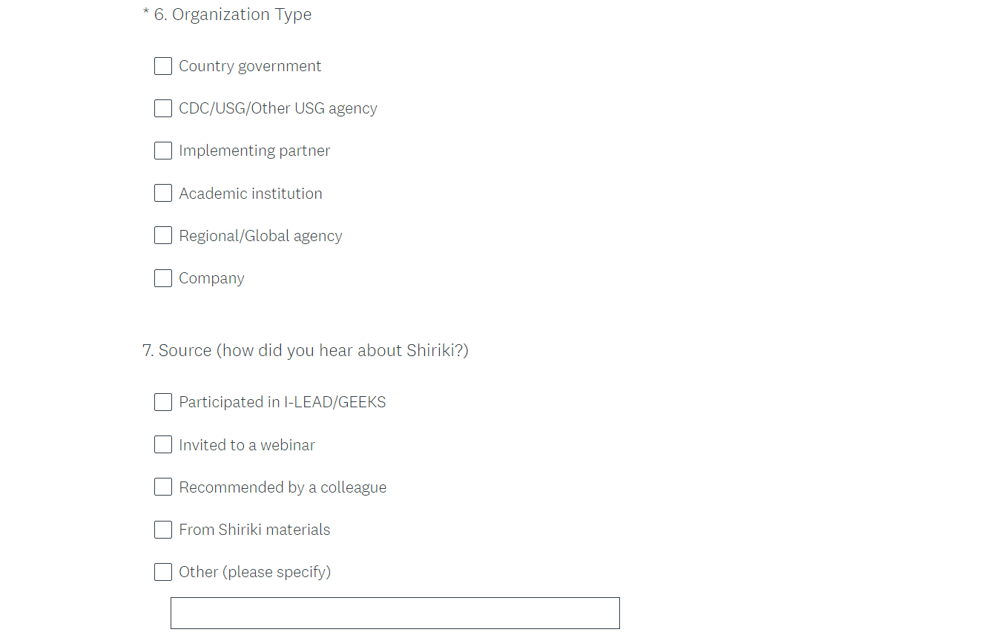 * 6. Organization Type
Country government
CDC/USG/Other USG agency
Implementing partner
Academic institution
Regional/Global agency
Company
7. Source (how did you hear about Shiriki?)
Participated in I-LEAD/GEEKS
Invited to a webinar
Recommended by a colleague
From Shiriki materials
Other (please specify)